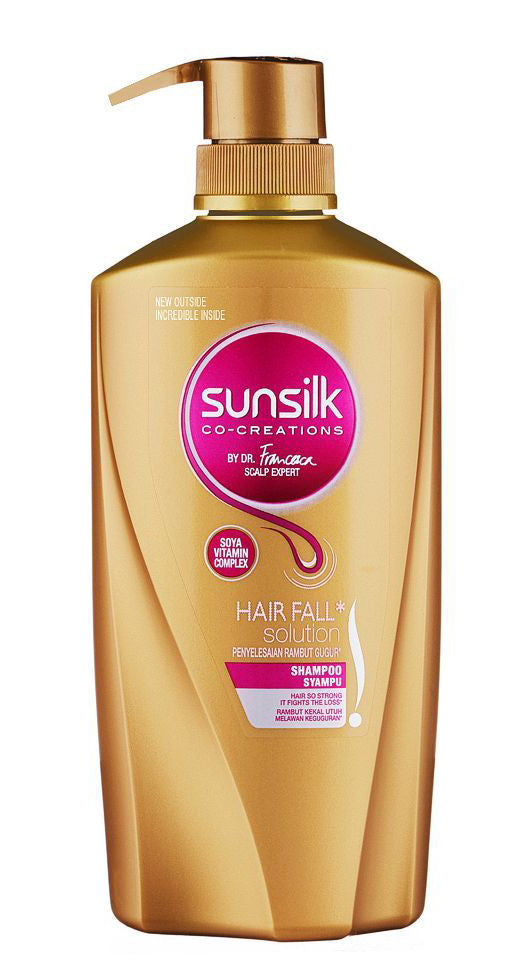 NEW OUTSIDE
INCREDIBLE INSIDE
sunsilk
CO-CREATIONS
BY DR. Francesca
SCALP EXPERT
SOYA
VITAMIN
COMPLEX
HAIR FALL*
solution
PENYELESAIAN RAMBUT GUGUR*
SHAMPOO
SYAMPU
HAIR SO STRONG
IT FIGHTS THE LOSS*
RAMBUT KEKAL UTUH
MELAWAN KEGUGURAN*